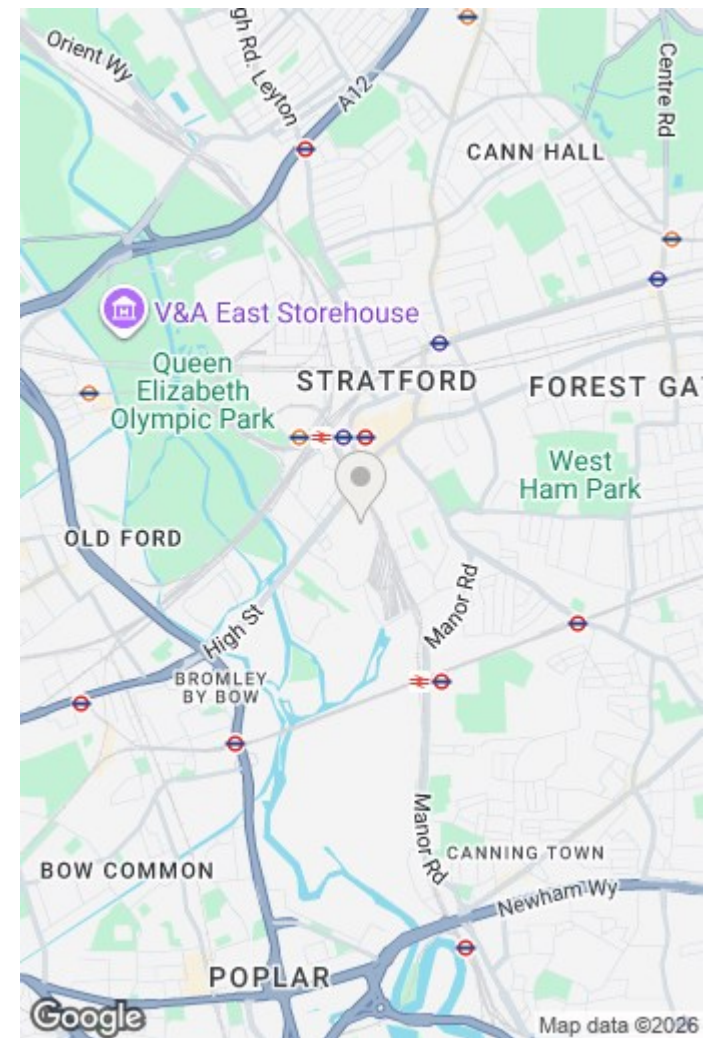 Orient Wy
gh Rd. Leyton
A12
Centre Rd
CANN HALL
V&A East Storehouse
Queen
Elizabeth
Olympic Park
STRATFORD
FOREST GA
West
Ham Park
OLD FORD
High St
Manor Rd
BROMLEY
BY BOW
Manor Rd
CANNING TOWN
BOW COMMON
Newham Wy
POPLAR
Google
Map data ©2026